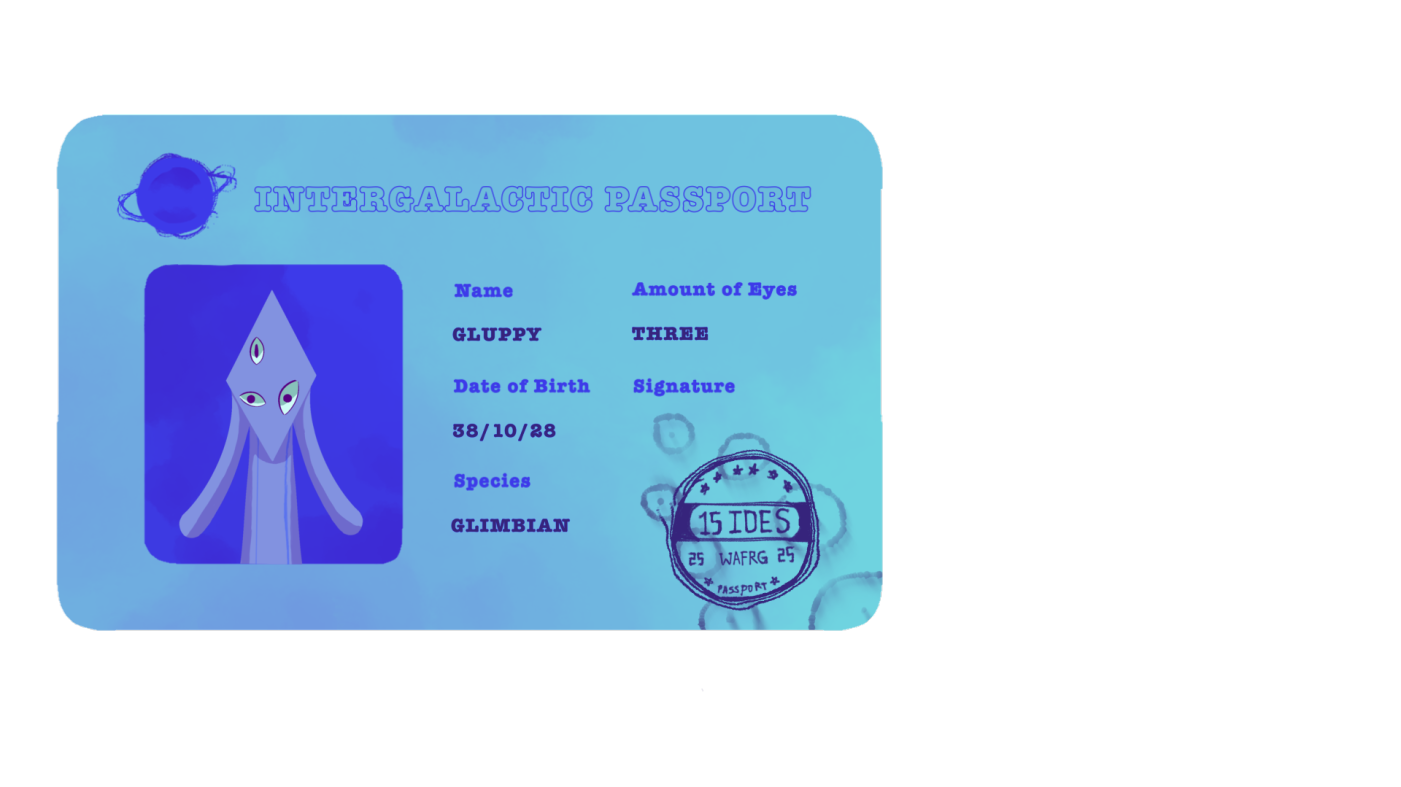 INTERGALACTIC PASSPORT
Name
GLUPPY
Date of Birth
38/10/28
Species
GLIMBIAN
Amount of Eyes
THREE
Signature
15 IDES
25 WAFRG 25
PASSPORT